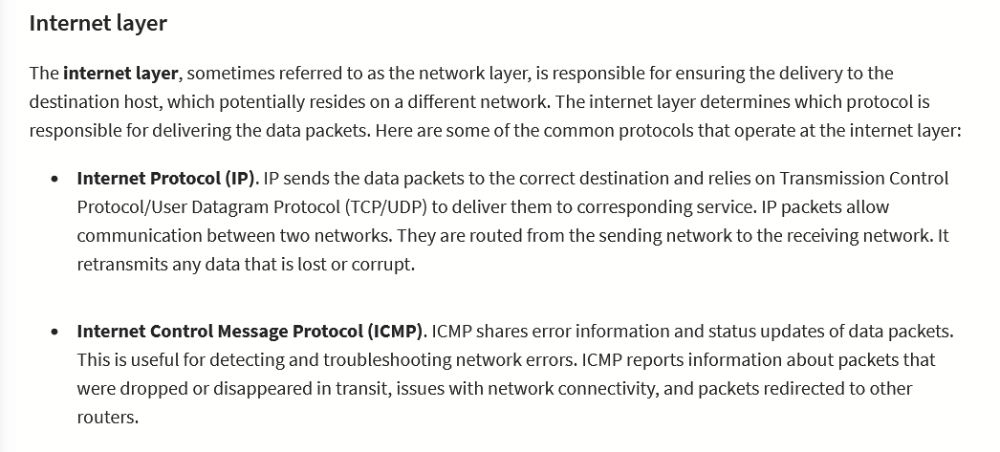 Internet layer
The internet layer, sometimes referred to as the network layer, is responsible for ensuring the delivery to the
destination host, which potentially resides on a different network. The internet layer determines which protocol is
responsible for delivering the data packets. Here are some of the common protocols that operate at the internet layer:
• Internet Protocol (IP). IP sends the data packets to the correct destination and relies on Transmission Control
Protocol/User Datagram Protocol (TCP/UDP) to deliver them to corresponding service. IP packets allow
communication between two networks. They are routed from the sending network to the receiving network. It
retransmits any data that is lost or corrupt.
• Internet Control Message Protocol (ICMP). ICMP shares error information and status updates of data packets.
This is useful for detecting and troubleshooting network errors. ICMP reports information about packets that
were dropped or disappeared in transit, issues with network connectivity, and packets redirected to other
routers.